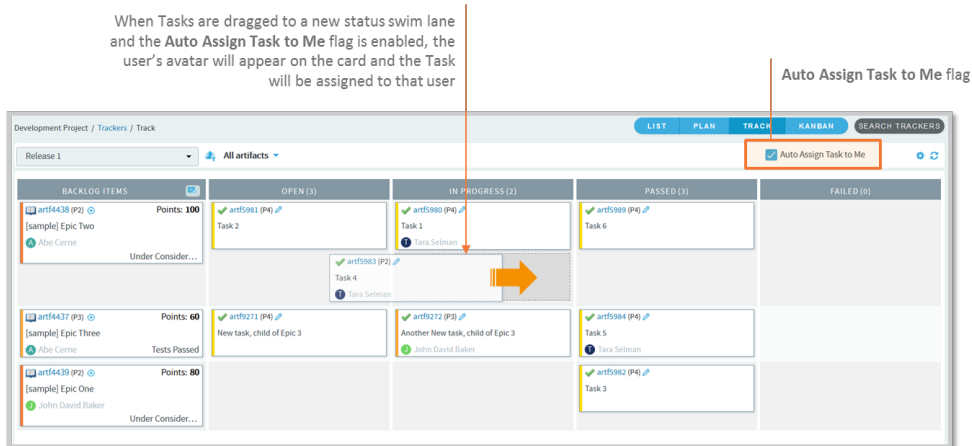 When Tasks are dragged to a new status swim lane
and the Auto Assign Task to Me flag is enabled, the
user's avatar will appear on the card and the Task
will be assigned to that user
Auto Assign Task to Me flag
Development Project / Trackers / Track
LIST PLAN TRACK KANBAN SEARCH TRACKERS
Release 1 All artifacts Auto Assign Task to Me
BACKLOG ITEMS OPEN (3) IN PROGRESS (2) PASSED (3) FAILED (0)
artf4438 (P2) Points: 100
[sample] Epic Two
A Abe Cerne
Under Consider...
artf5981 (P4)
Task 2
artf5980 (P4)
Task 1
T Tara Selman
artf5989 (P4)
Task 6
artf5983 (P2)
Task 4
T Tara Selman
artf4437 (P3) Points: 60
[sample] Epic Three
A Abe Cerne Tests Passed
artf9271 (P4)
New task, child of Epic 3
artf9272 (P3)
Another New task, child of Epic 3
J John David Baker
artf5984 (P4)
Task 5
T Tara Selman
artf4439 (P2) Points: 80
[sample] Epic One
J John David Baker
Under Consider...
artf5982 (P4)
Task 3